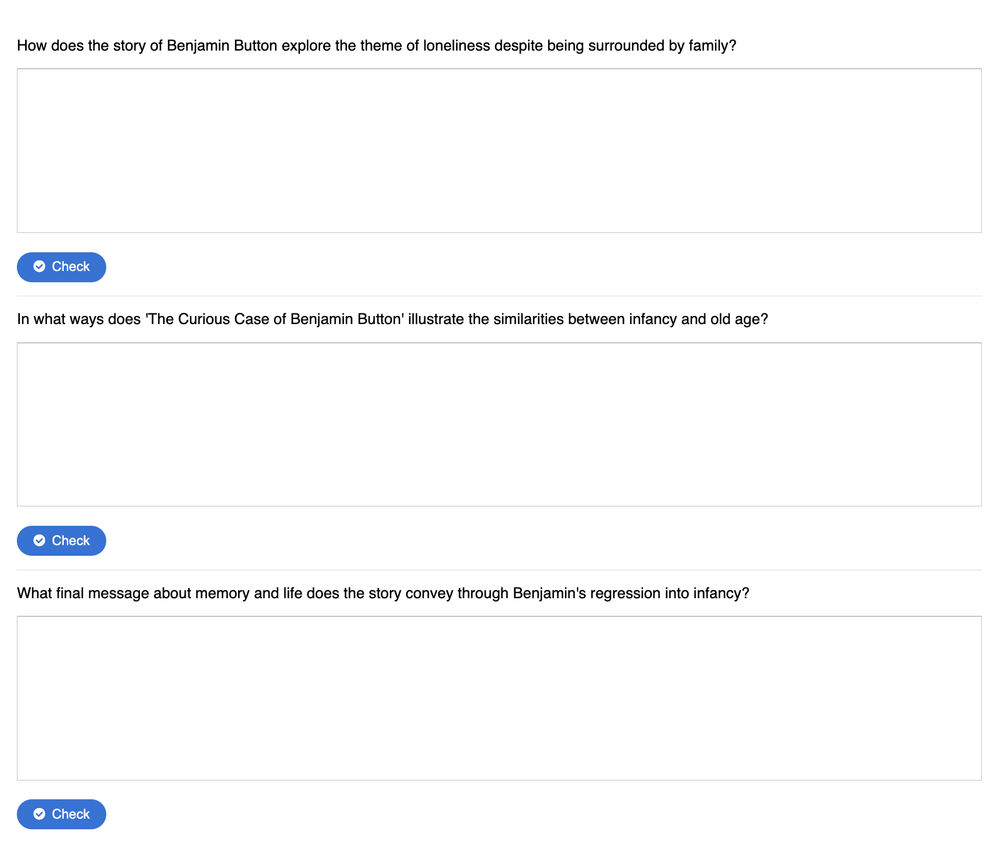 How does the story of Benjamin Button explore the theme of loneliness despite being surrounded by family?
Check
In what ways does 'The Curious Case of Benjamin Button' illustrate the similarities between infancy and old age?
Check
What final message about memory and life does the story convey through Benjamin's regression into infancy?
Check